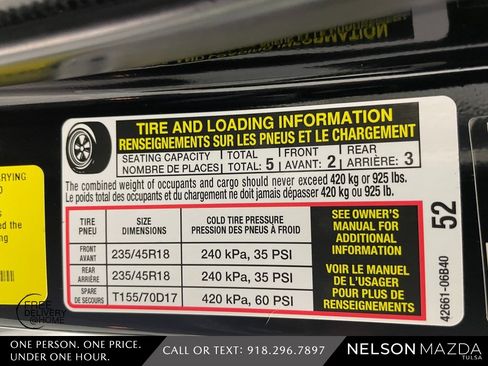 TIRE AND LOADING INFORMATION
RENSEIGNEMENTS SUR LES PNEUS ET LE CHARGEMENT
SEATING CAPACITY TOTAL FRONT REAR
NOMBRE DE PLACES TOTAL: 5 AVANT: 2 ARRIÈRE: 3
The combined weight of occupants and cargo should never exceed 420 kg or 925 lbs.
Le poids total des occupants et du chargement ne doit jamais dépasser 420 kg ou 925 lb.
TIRE PNEU SIZE DIMENSIONS COLD TIRE PRESSURE PRESSION DES PNEUS À FROID
FRONT AVANT 235/45R18 240 kPa, 35 PSI
REAR ARRIÈRE 235/45R18 240 kPa, 35 PSI
SPARE DE SECOURS T155/70D17 420 kPa, 60 PSI
SEE OWNER'S
MANUAL FOR
ADDITIONAL
INFORMATION
VOIR LE MANUEL
DE L'USAGER
POUR PLUS DE
RENSEIGNEMENTS
52
42661-06B40
FREE
DELIVERY
@HOME
ONE PERSON. ONE PRICE.
UNDER ONE HOUR.
CALL OR TEXT: 918.296.7897
NELSON MAZDA
TULSA